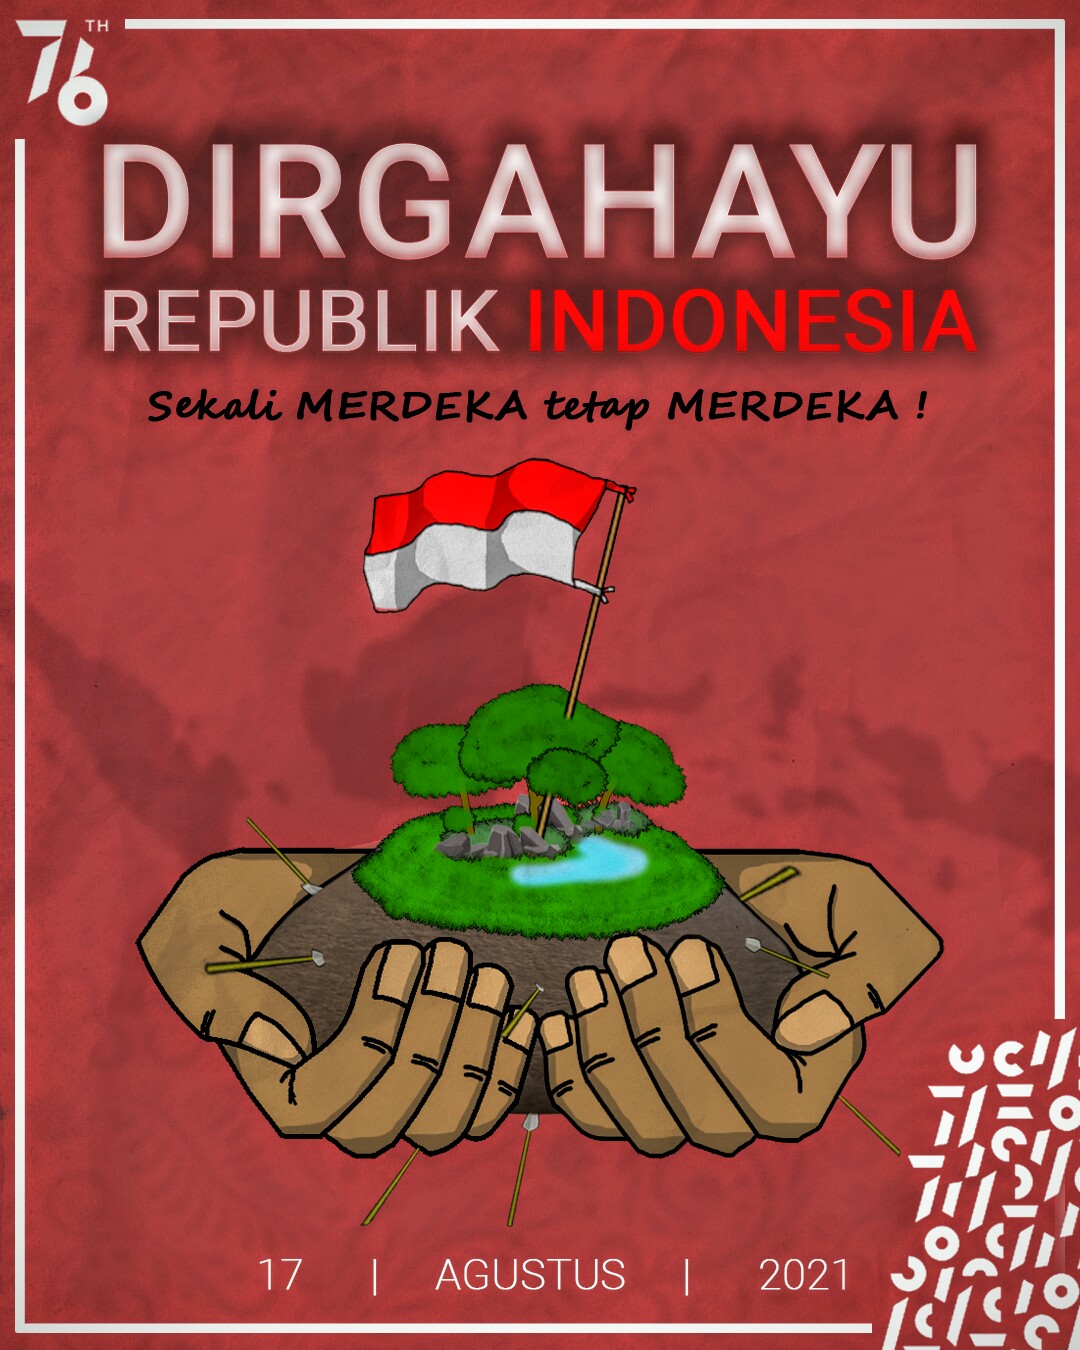 76 TH
DIRGAHAYU
REPUBLIK INDONESIA
Sekali MERDEKA tetap MERDEKA !
17 | AGUSTUS | 2021